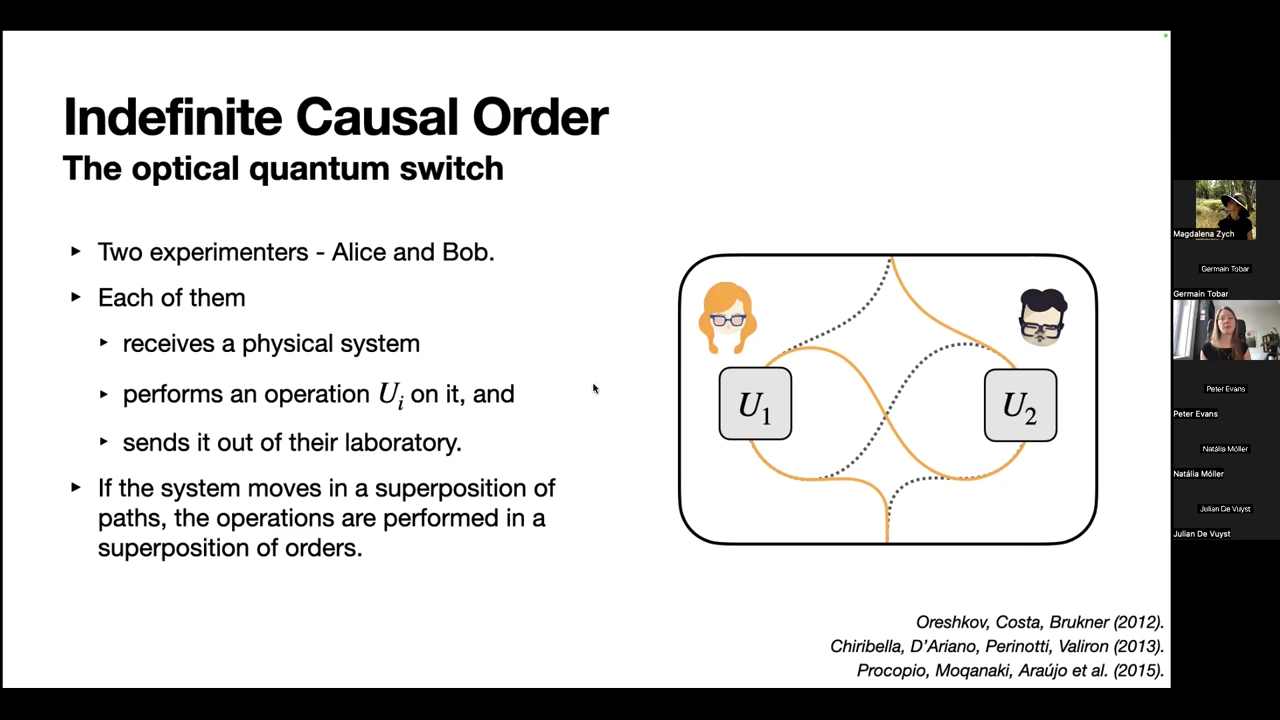 Indefinite Causal Order
The optical quantum switch
‣ Two experimenters - Alice and Bob.
‣ Each of them
‣ receives a physical system
‣ performs an operation U_i on it, and
‣ sends it out of their laboratory.
‣ If the system moves in a superposition of
paths, the operations are performed in a
superposition of orders.
U_1
U_2
Oreshkov, Costa, Brukner (2012).
Chiribella, D'Ariano, Perinotti, Valiron (2013).
Procopio, Moqanaki, Araújo et al. (2015).
Magdalena Zych
Germain Tobar
Germain Tobar
Peter Evans
Peter Evans
Natália Móller
Natália Móller
Julian De Vuyst
Julian De Vuyst